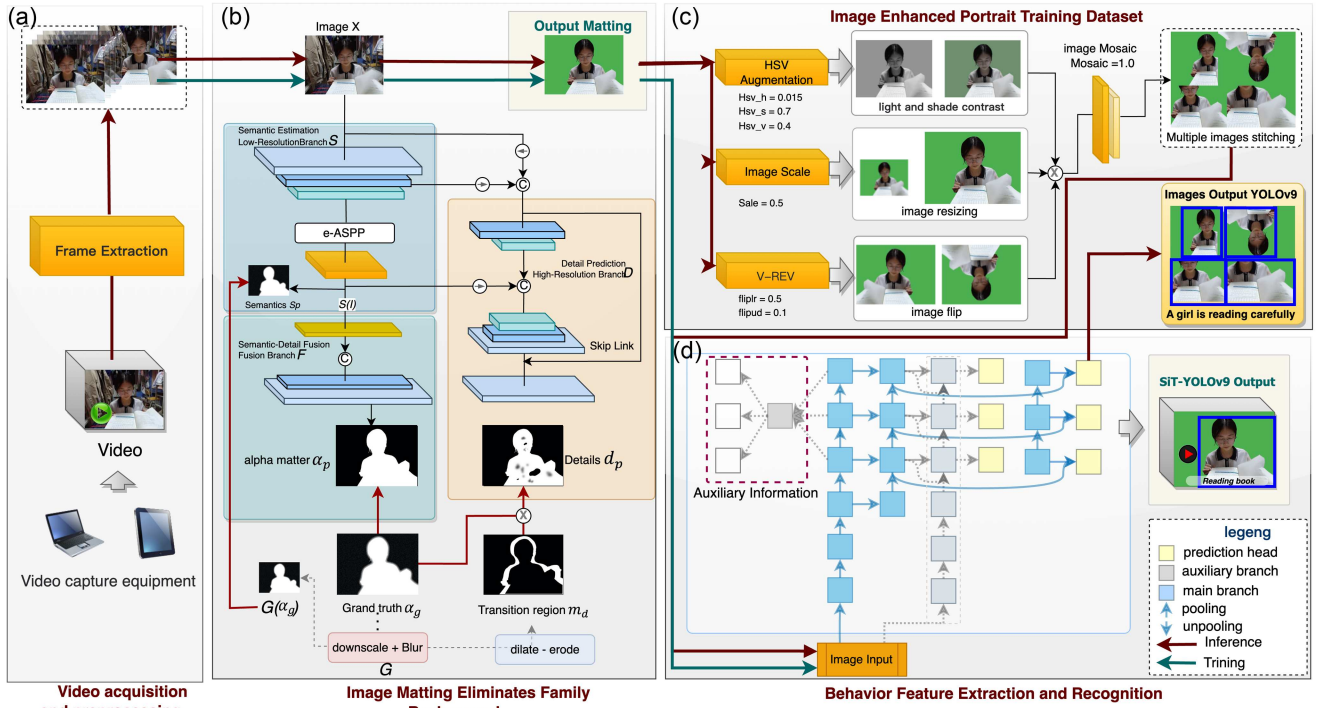 (a)
Frame Extraction
Video
Video capture equipment
Video acquisition
(b)
Image X
Output Matting
Semantic Estimation
Low-ResolutionBranch S
e-ASPP
Semantics Sp
S(I)
Semantic-Detail Fusion
Fusion Branch F
alpha matter αp
C
C
C
Detail Prediction
High-Resolution Branch D
Skip Link
Details dp
X
G(αg)
Grand truth αg
Transition region md
downscale + Blur
G
dilate - erode
Image Matting Eliminates Family
(c)
Image Enhanced Portrait Training Dataset
HSV
Augmentation
Hsv_h = 0.015
Hsv_s = 0.7
Hsv_v = 0.4
light and shade contrast
Image Scale
Sale = 0.5
image resizing
V-REV
fliplr = 0.5
flipud = 0.1
image flip
X
image Mosaic
Mosaic =1.0
Multiple images stitching
Images Output YOLOv9
A girl is reading carefully
(d)
Auxiliary Information
Image Input
SiT-YOLOv9 Output
Reading book
legeng
prediction head
auxiliary branch
main branch
pooling
unpooling
Inference
Trining
Behavior Feature Extraction and Recognition